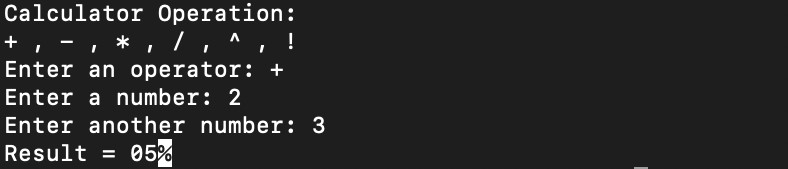 Calculator Operation:
+ , - , * , / , ^ , !
Enter an operator: +
Enter a number: 2
Enter another number: 3
Result = 05%